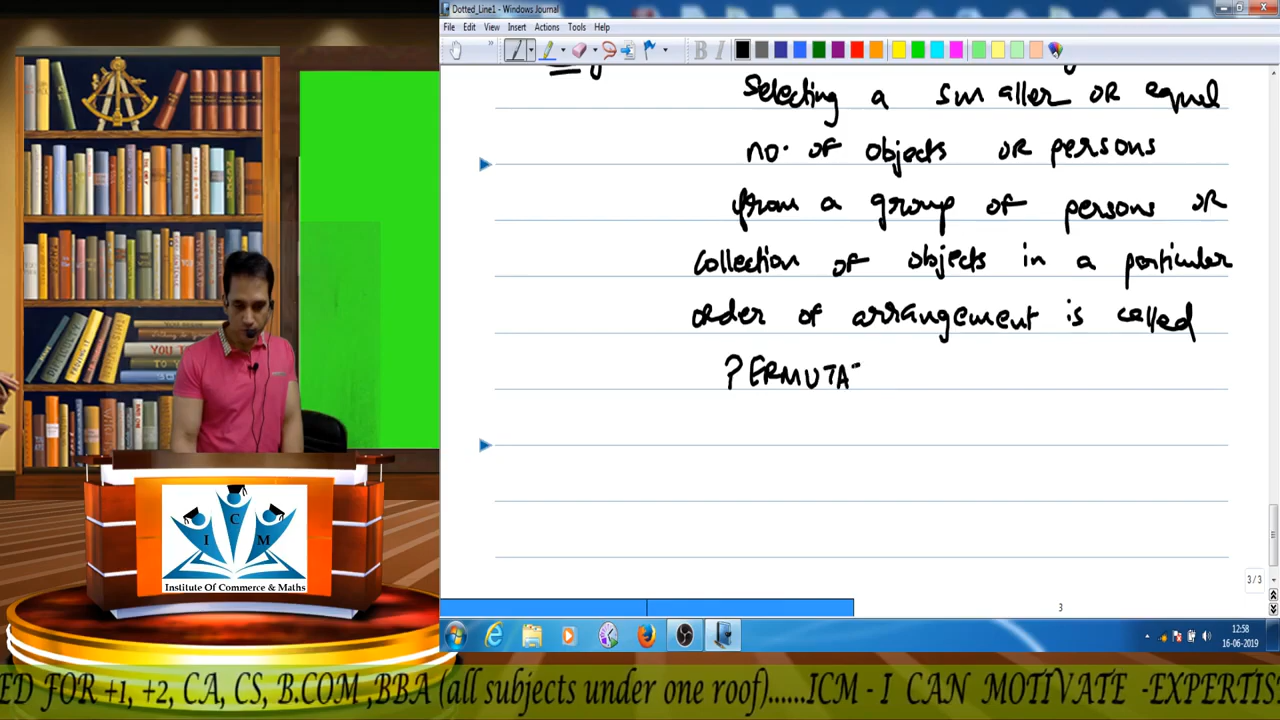 Dotted_Line1 - Windows Journal
File Edit View Insert Actions Tools Help
B I
Selecting a smaller OR equal
no. of objects OR persons
from a group of persons OR
collection of objects in a particular
order of arrangement is called
PERMUTA
3 / 3
3
12:58
16-06-2019
I C M
Institute Of Commerce & Maths
ED FOR +1, +2, CA, CS, B.COM ,BBA (all subjects under one roof)......ICM - I CAN MOTIVATE -EXPERTIS